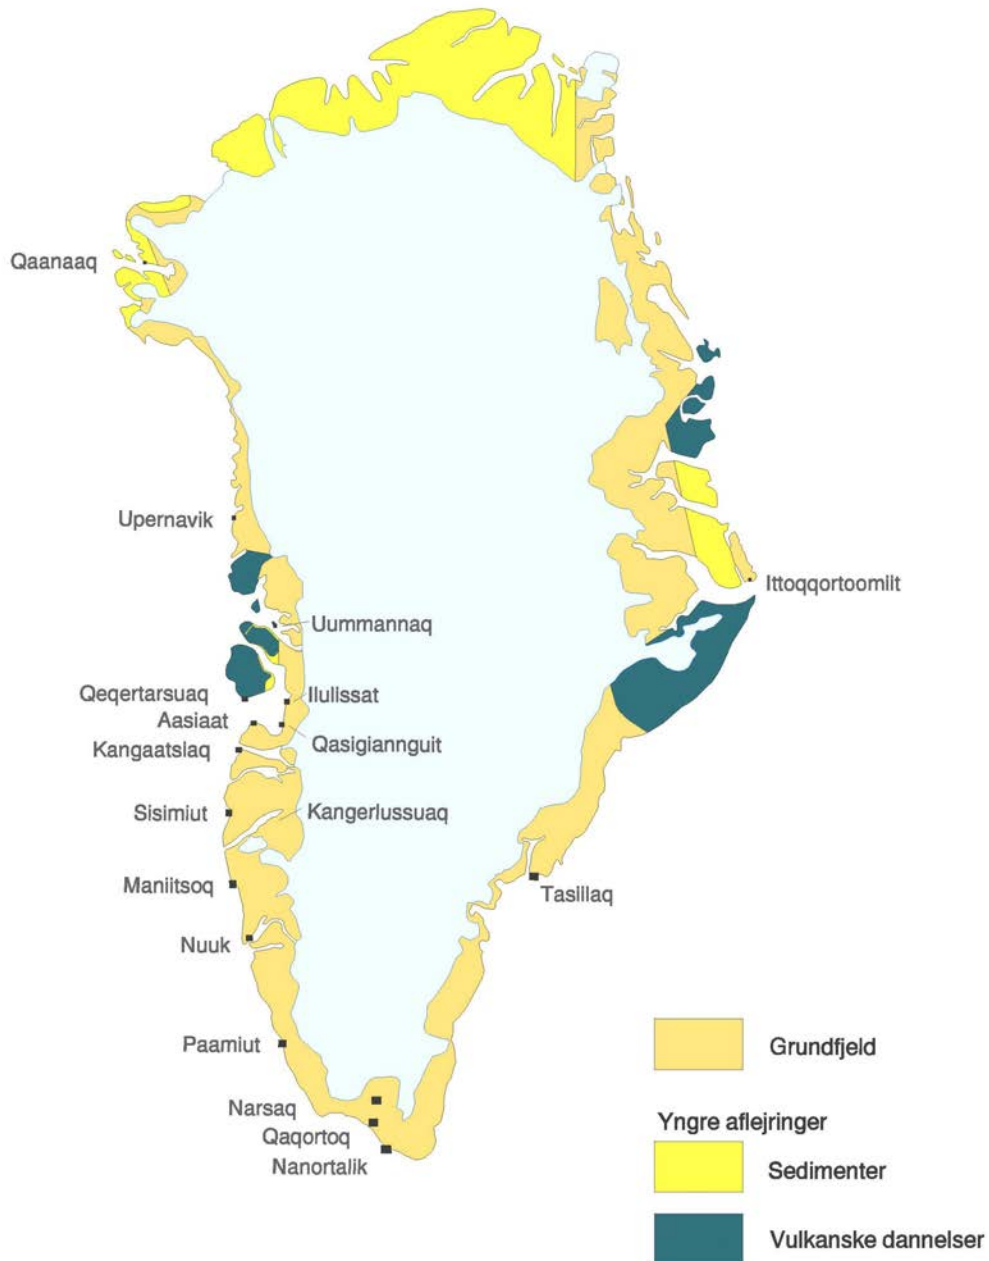 Qaanaaq
Upernavik
Ittoqqortoomiit
Uummannaq
Qeqertarsuaq
Ilulissat
Aasiaat
Qasigiannguit
Kangaatslaq
Sisimiut
Kangerlussuaq
Maniitsoq
Tasiilaq
Nuuk
Paamiut
Narsaq
Qaqortoq
Nanortalik
Grundfjeld
Yngre aflejringer
Sedimenter
Vulkanske dannelser